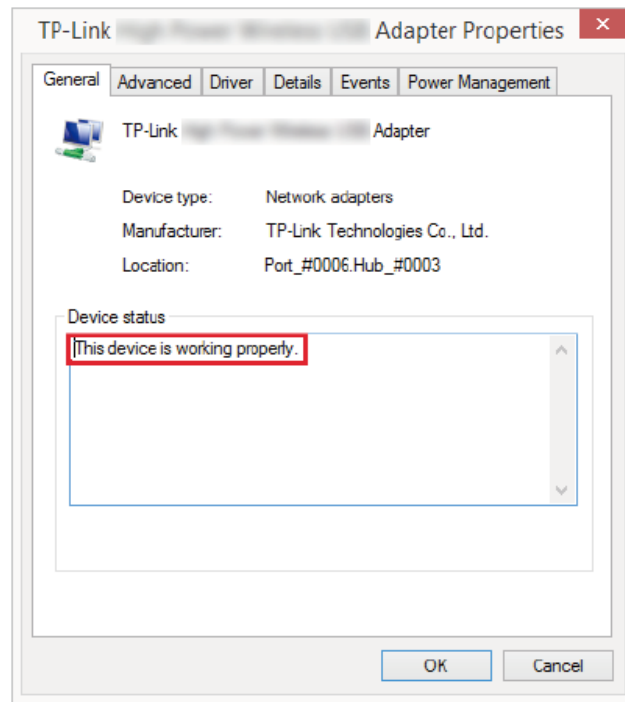 TP-Link Adapter Properties
General Advanced Driver Details Events Power Management
TP-Link Adapter
Device type: Network adapters
Manufacturer: TP-Link Technologies Co., Ltd.
Location: Port_#0006.Hub_#0003
Device status
This device is working properly.
OK Cancel